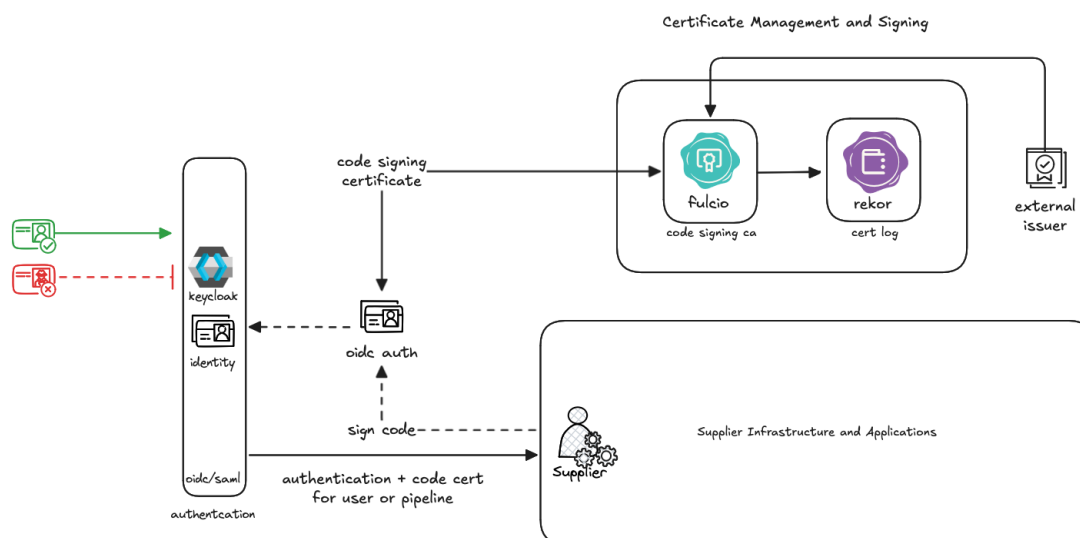 Certificate Management and Signing
code signing
certificate
fulcio
rekor
code signing ca
cert log
external
issuer
keycloak
identity
oidc auth
sign code
Supplier Infrastructure and Applications
Supplier
oidc/saml
authentication + code cert
for user or pipeline
authentcation